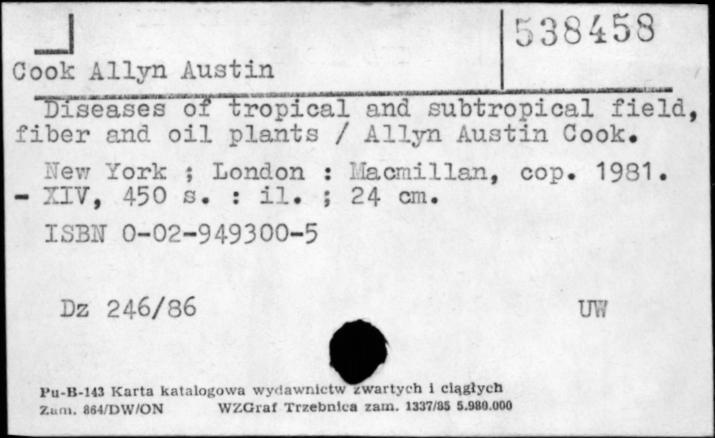 538458
Cook Allyn Austin
Diseases of tropical and subtropical field,
fiber and oil plants / Allyn Austin Cook.
New York ; London : Macmillan, cop. 1981.
- XIV, 450 s. : il. ; 24 cm.
ISBN 0-02-949300-5
Dz 246/86 UW
Pu-B-143 Karta katalogowa wydawnictw zwartych i ciągłych
Zam. 864/DW/ON WZGraf Trzebnica zam. 1337/85 5.980.000